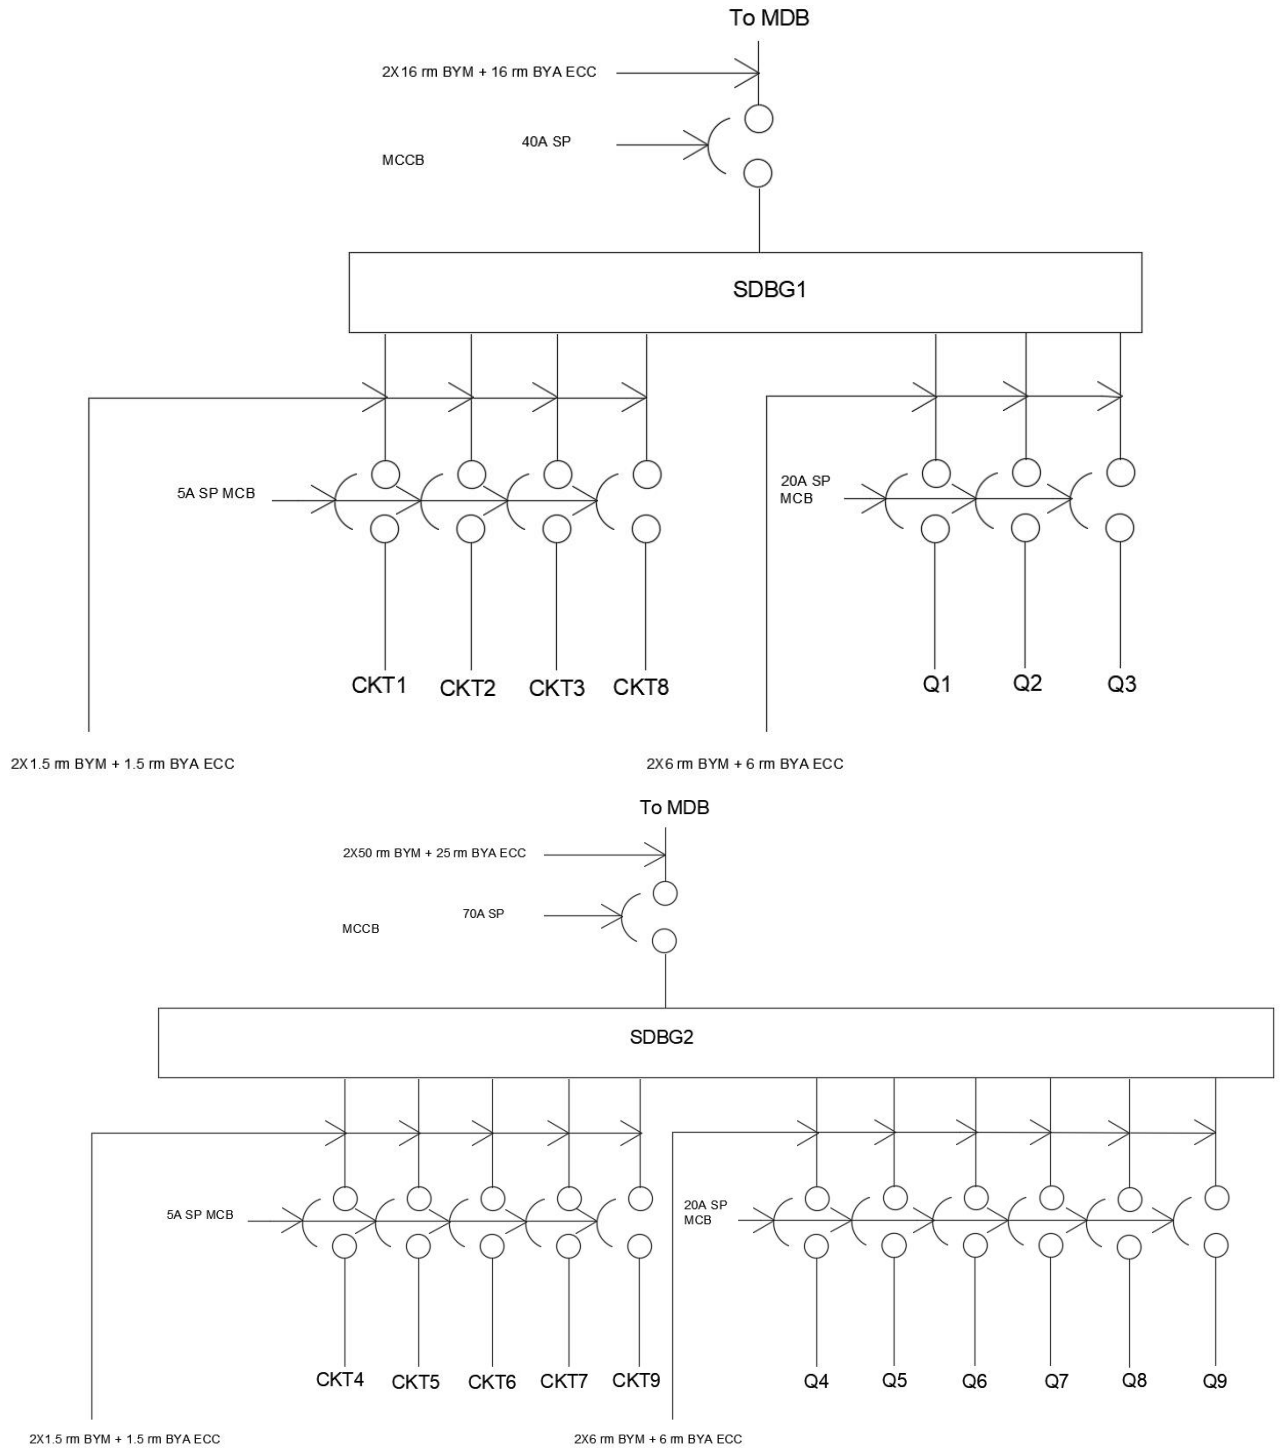 To MDB
2X16 rm BYM + 16 rm BYA ECC
40A SP
MCCB
SDBG1
5A SP MCB
20A SP
MCB
CKT1 CKT2 CKT3 CKT8 Q1 Q2 Q3
2X1.5 rm BYM + 1.5 rm BYA ECC 2X6 rm BYM + 6 rm BYA ECC
To MDB
2X50 rm BYM + 25 rm BYA ECC
70A SP
MCCB
SDBG2
5A SP MCB
20A SP
MCB
CKT4 CKT5 CKT6 CKT7 CKT9 Q4 Q5 Q6 Q7 Q8 Q9
2X1.5 rm BYM + 1.5 rm BYA ECC 2X6 rm BYM + 6 rm BYA ECC